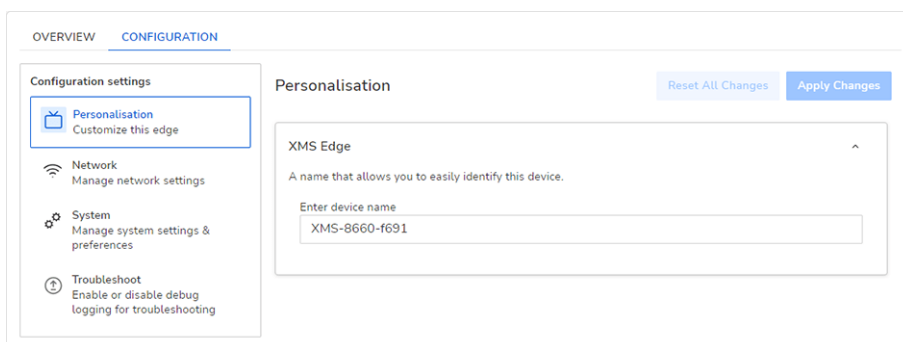 OVERVIEW CONFIGURATION
Configuration settings
Personalisation
Customize this edge
Network
Manage network settings
System
Manage system settings &
preferences
Troubleshoot
Enable or disable debug
logging for troubleshooting
Personalisation
Reset All Changes Apply Changes
XMS Edge
A name that allows you to easily identify this device.
Enter device name
XMS-8660-f691